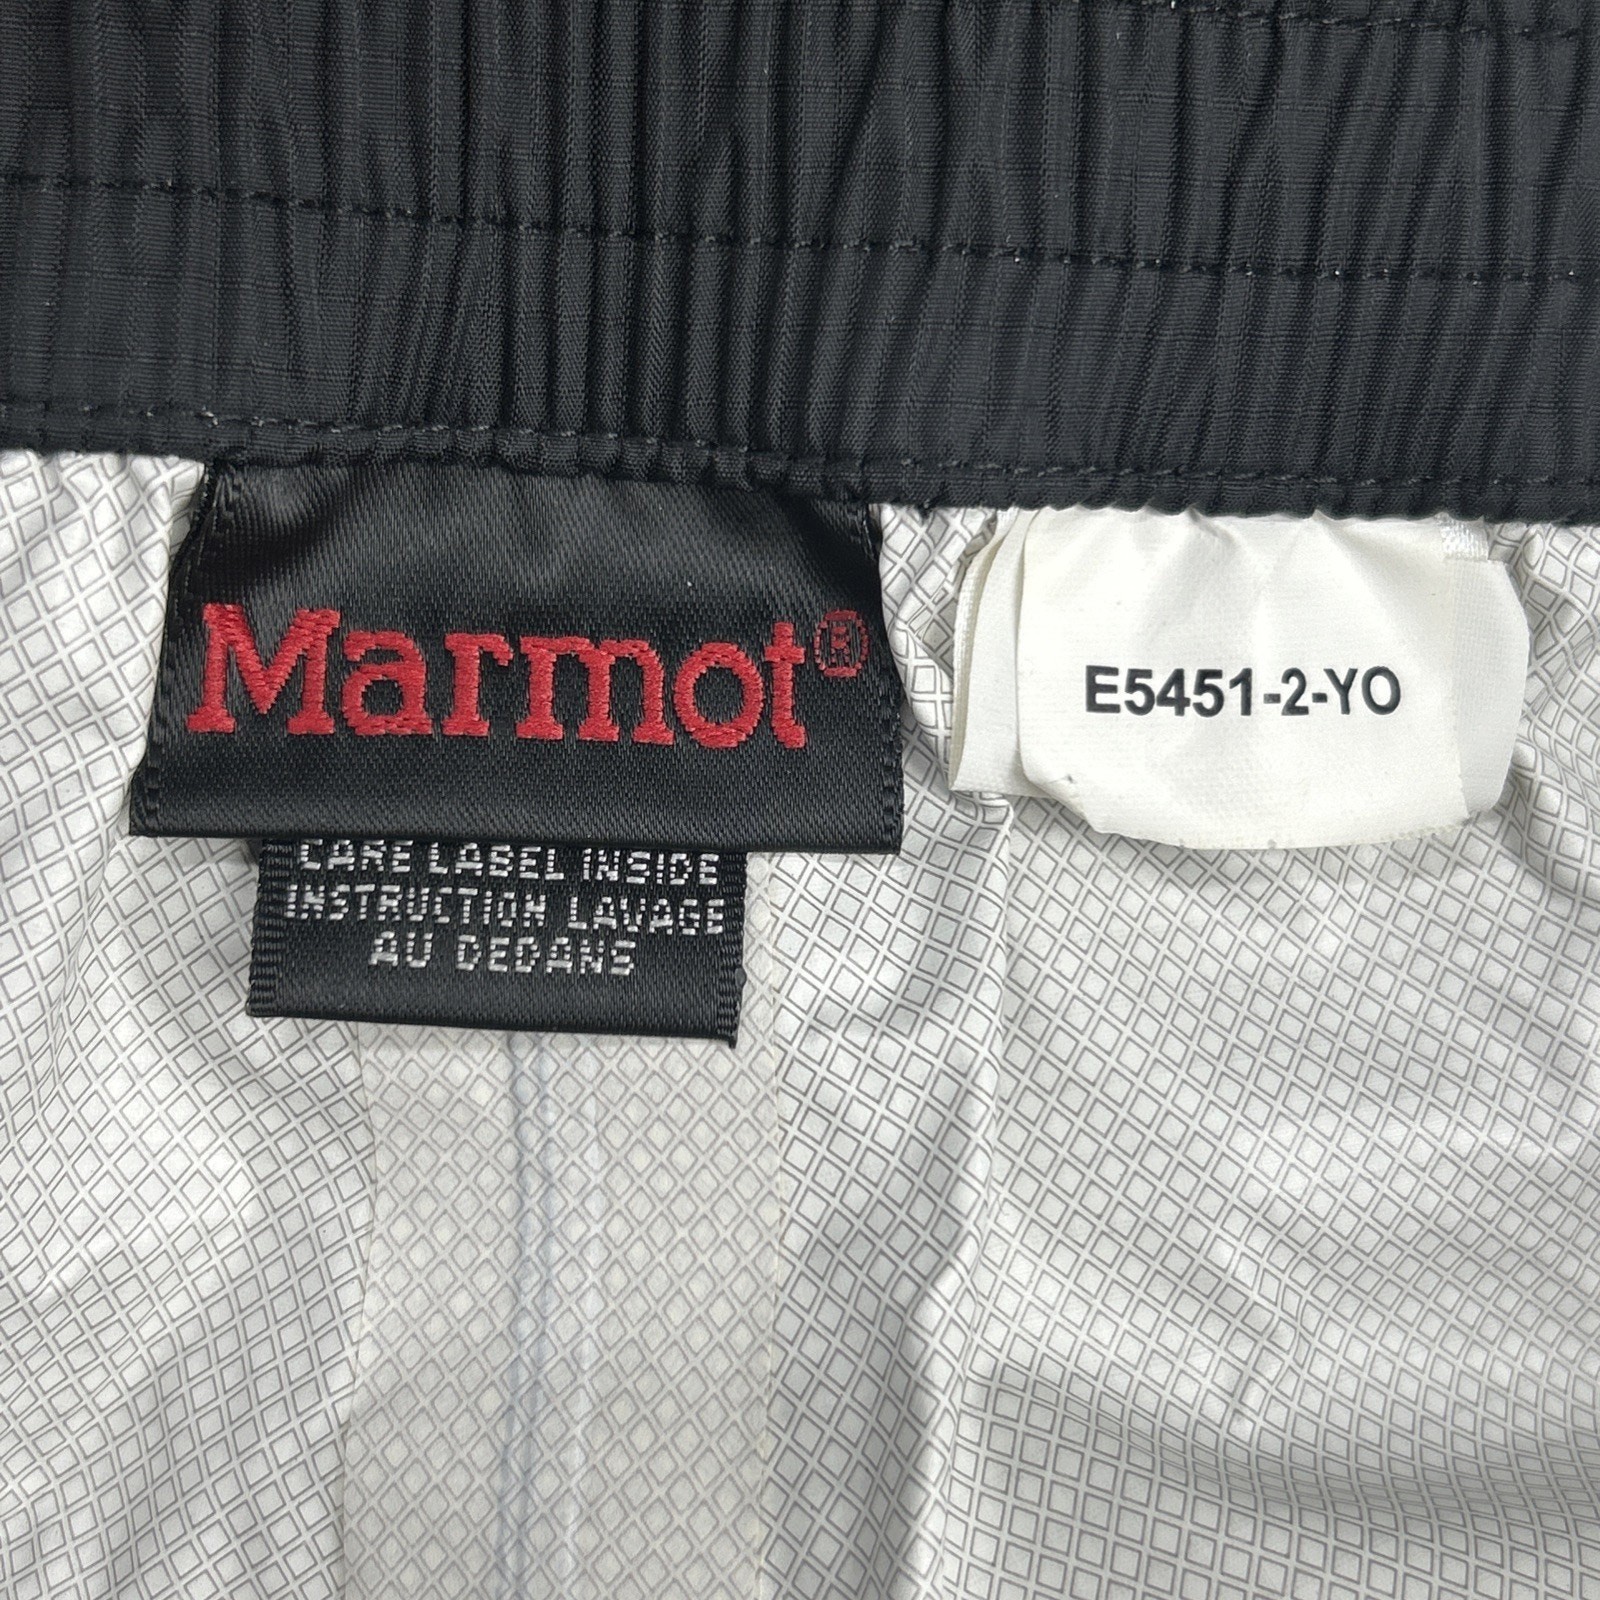 Marmot®
CARE LABEL INSIDE
INSTRUCTION LAVAGE
AU DEDANS
E5451-2-YO